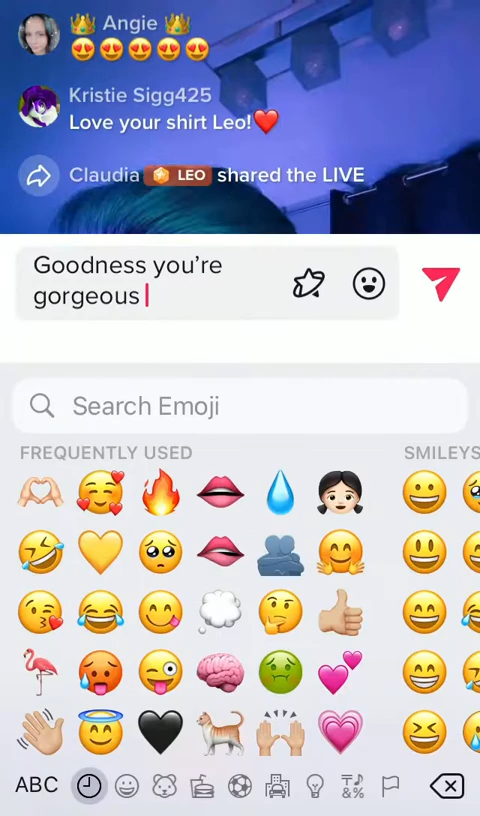 👑 Angie 👑
😍😍😍😍😍
Kristie Sigg425
Love your shirt Leo!❤️
Claudia LEO shared the LIVE
Goodness you’re
gorgeous
Search Emoji
FREQUENTLY USED SMILEYS
ABC
&%